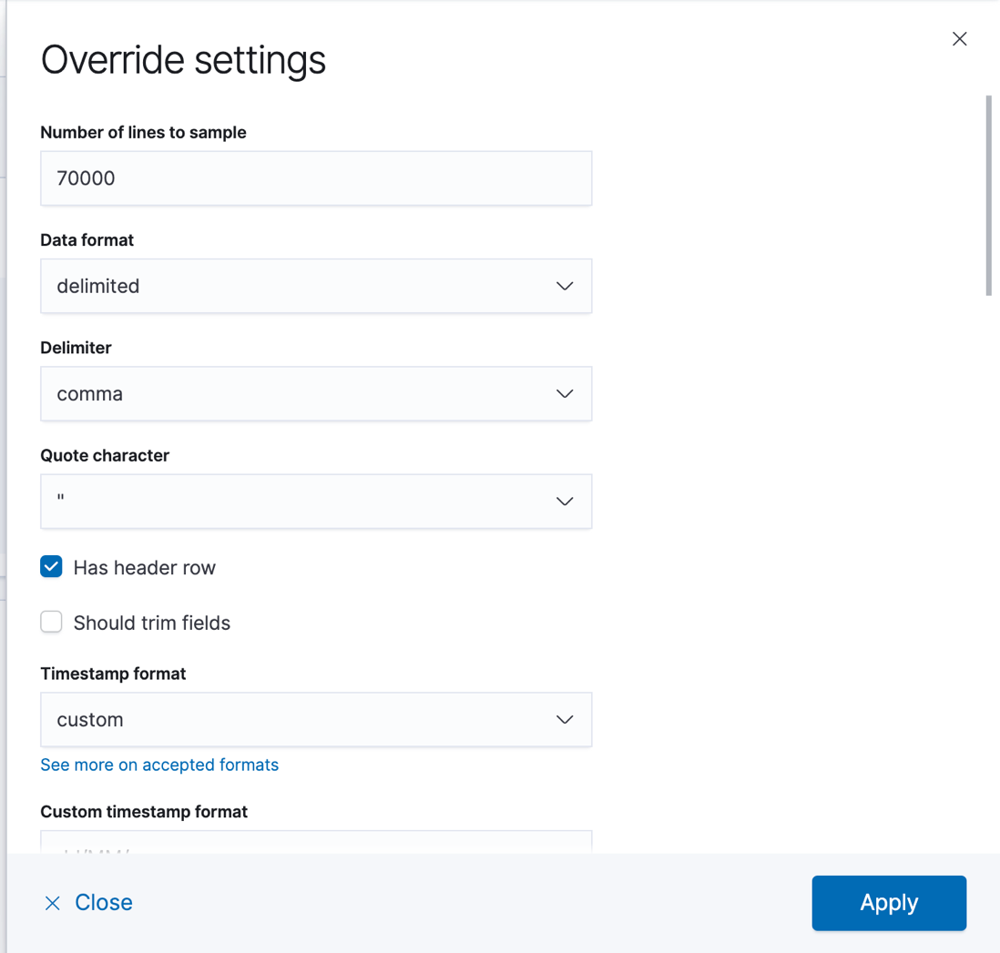 Override settings
Number of lines to sample
70000
Data format
delimited
Delimiter
comma
Quote character
"
Has header row
Should trim fields
Timestamp format
custom
See more on accepted formats
Custom timestamp format
Close
Apply